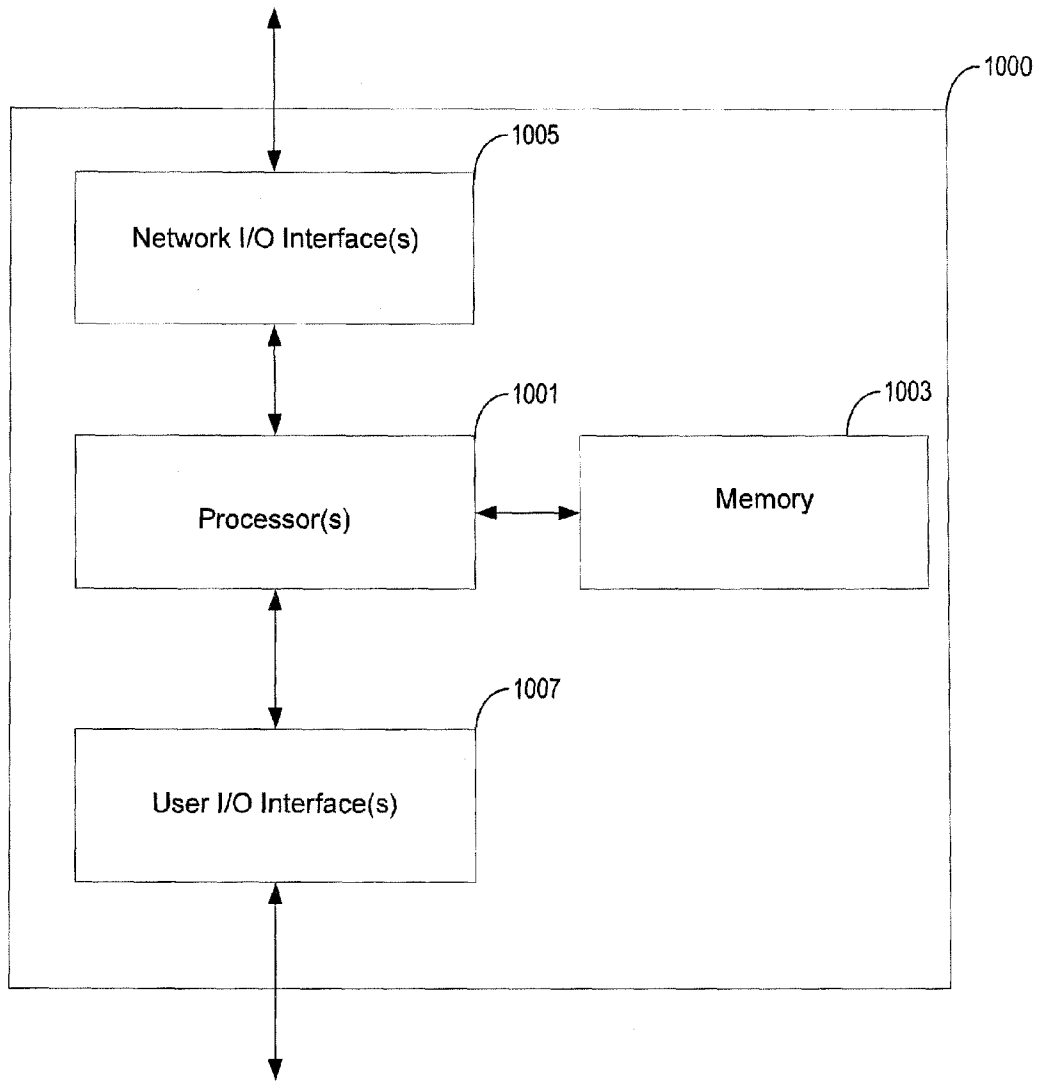 1000
1005
Network I/O Interface(s)
1001
1003
Processor(s)
Memory
1007
User I/O Interface(s)